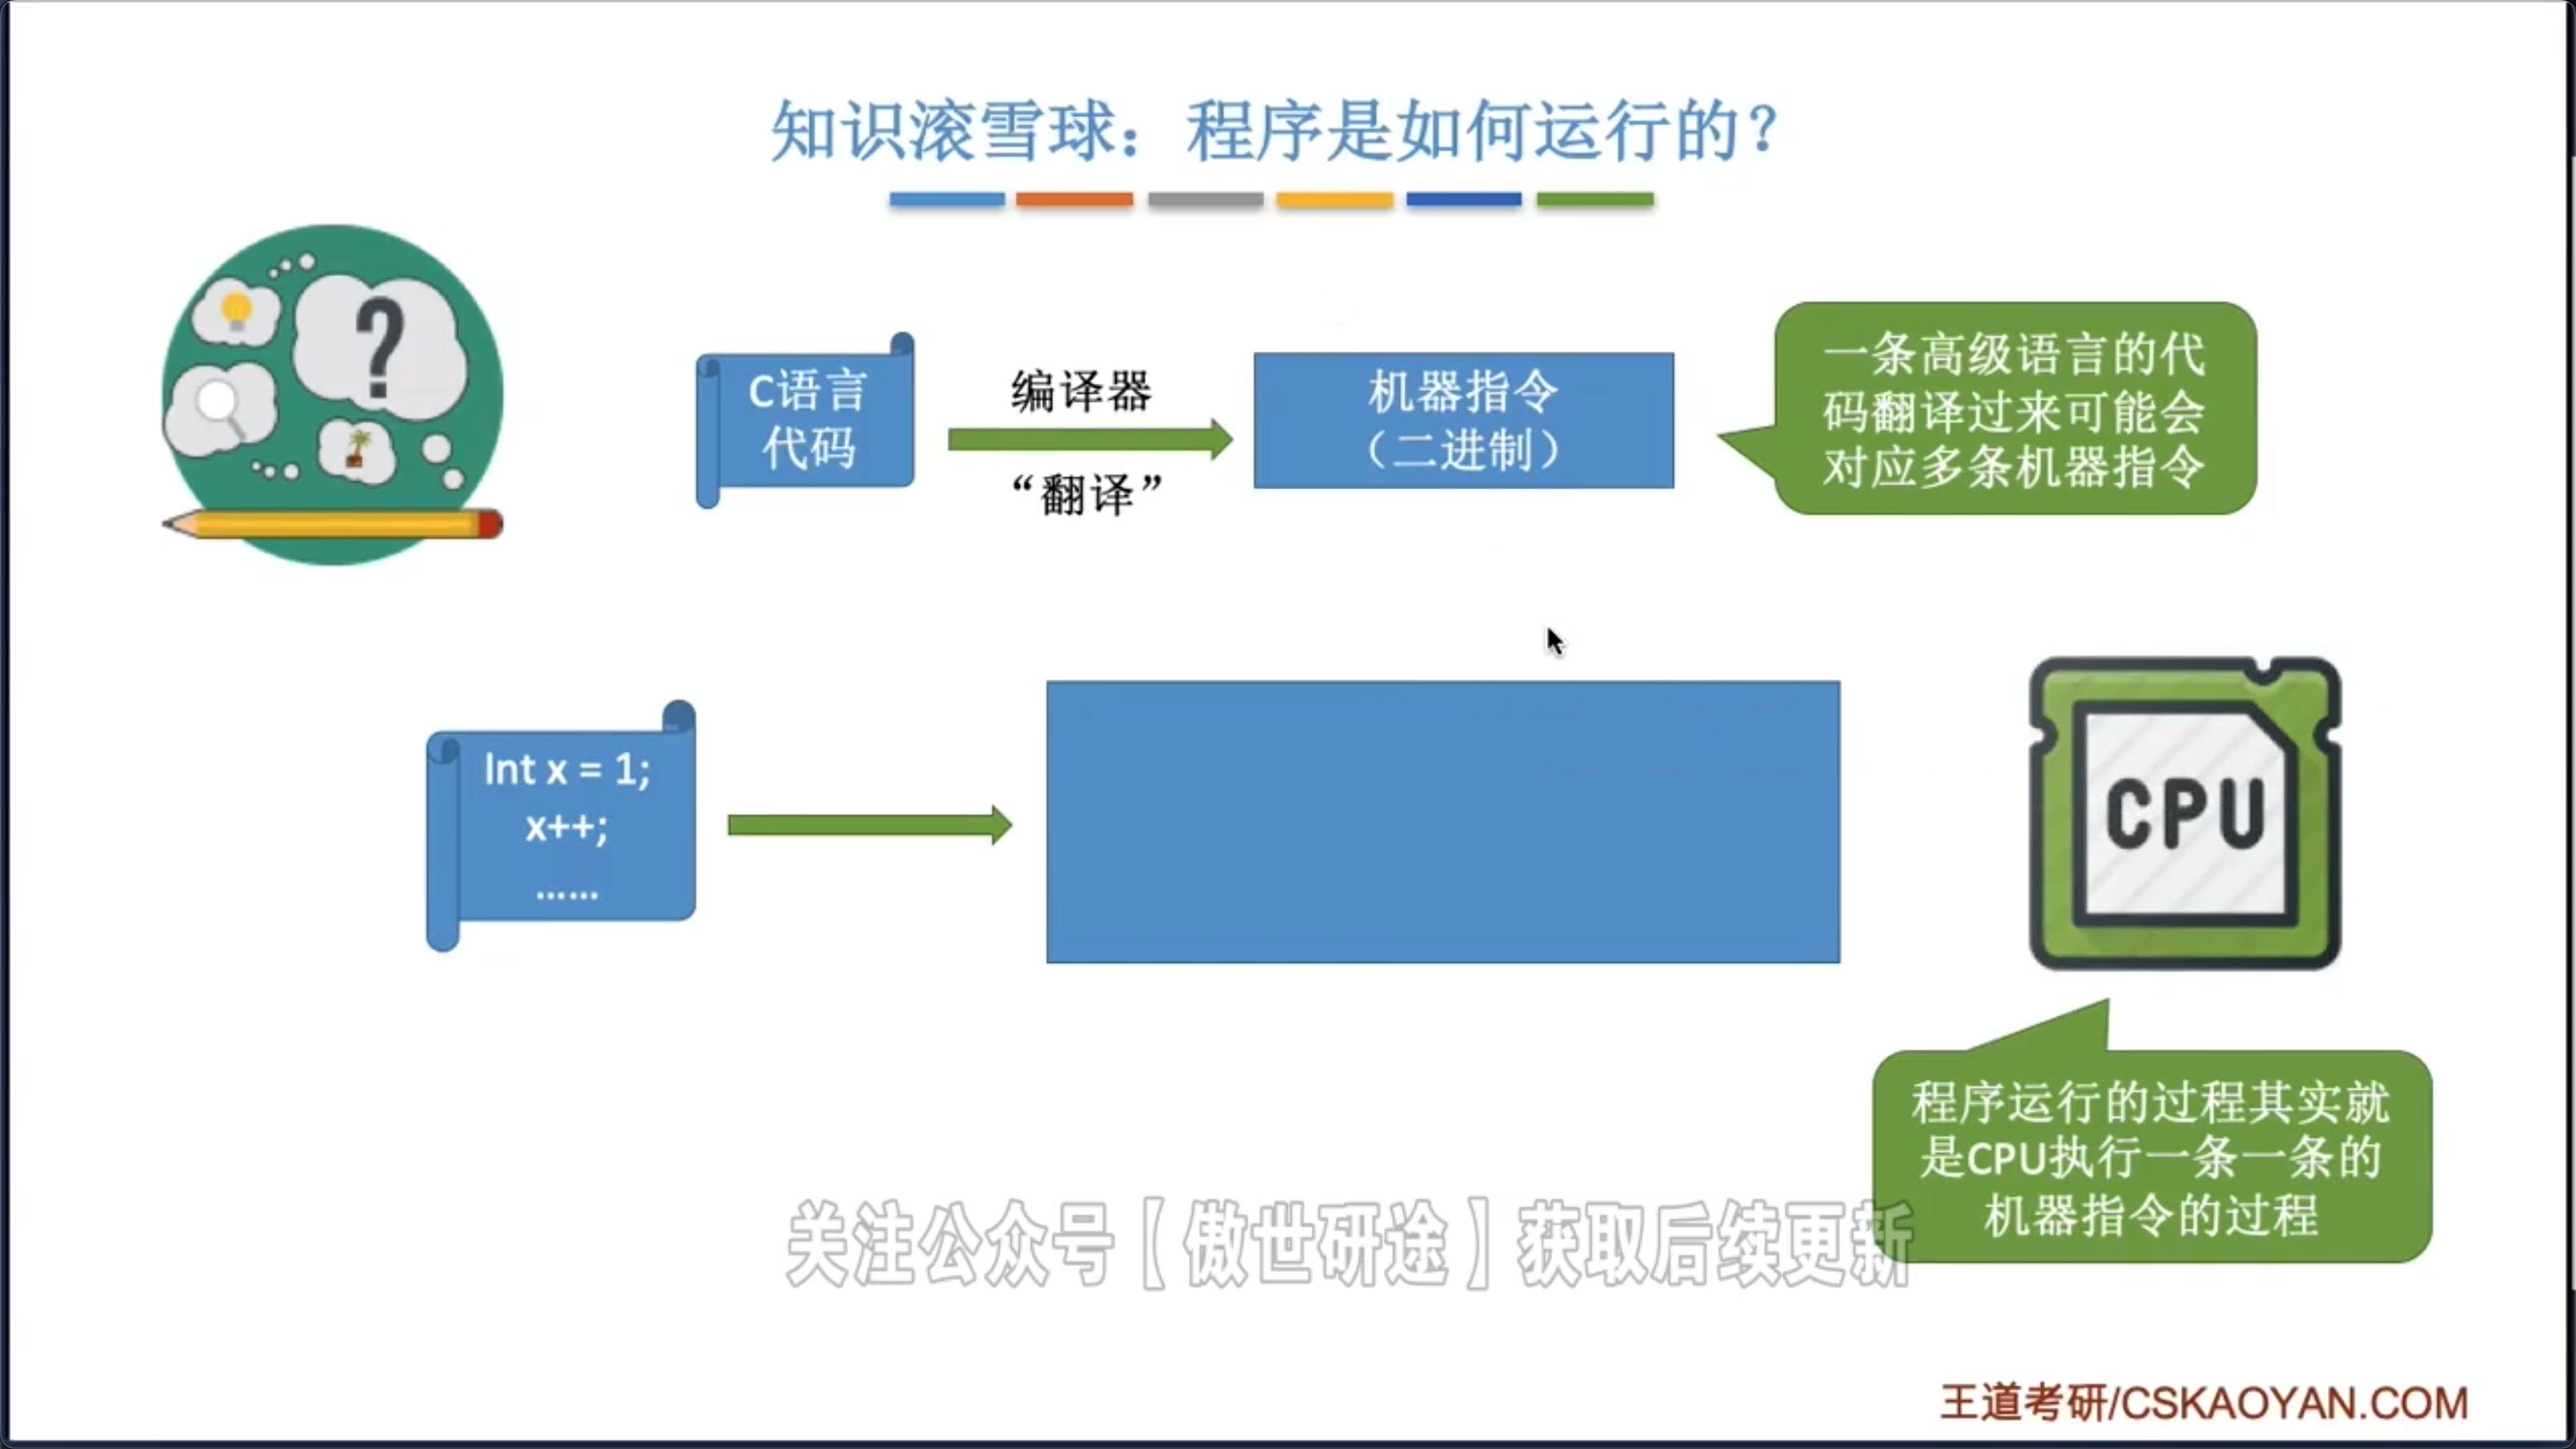 知识滚雪球：程序是如何运行的？
C语言
代码
编译器
“翻译”
机器指令
（二进制）
一条高级语言的代
码翻译过来可能会
对应多条机器指令
Int x = 1;
x++;
……
CPU
程序运行的过程其实就
是CPU执行一条一条的
机器指令的过程
关注公众号【傲世研途】获取后续更新
王道考研/CSKAOYAN.COM